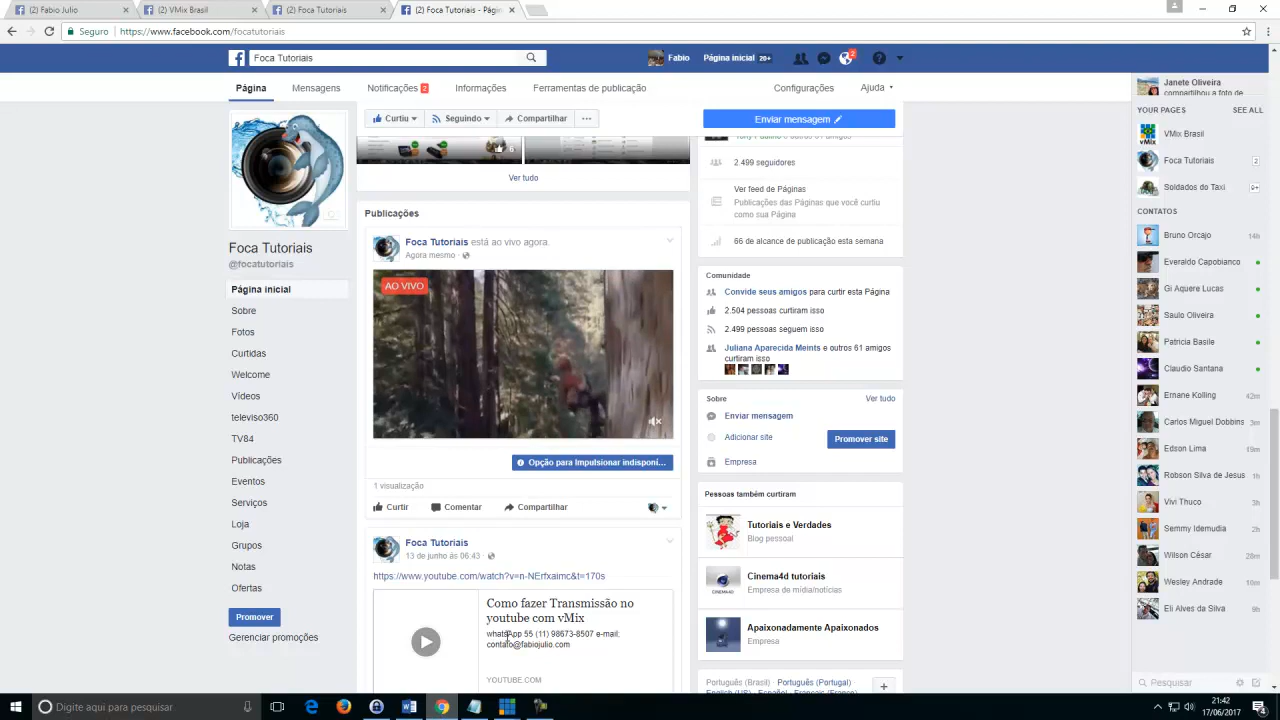 (2) Fabio Julio
(2) VMix Brasil
(2) Foca Tutoriais
(2) Foca Tutoriais - Págin
Seguro
https://www.facebook.com/focatutoriais
Foca Tutoriais
Fabio
Página inicial 20+
2
Página
Mensagens
Notificações 2
Informações
Ferramentas de publicação
Configurações
Ajuda
Foca Tutoriais
@focatutoriais
Página inicial
Sobre
Fotos
Curtidas
Welcome
Vídeos
televiso360
TV84
Publicações
Eventos
Serviços
Loja
Grupos
Notas
Ofertas
Promover
Gerenciar promoções
Curtiu
Seguindo
Compartilhar
Enviar mensagem
6
Ver tudo
Publicações
Foca Tutoriais está ao vivo agora.
Agora mesmo
AO VIVO
Opção para Impulsionar indisponí...
1 visualização
Curtir
Comentar
Compartilhar
Foca Tutoriais
13 de junho às 06:43
https://www.youtube.com/watch?v=n-NErfxaimc&t=170s
Como fazer Transmissão no
youtube com vMix
whatsApp 55 (11) 98673-8507 e-mail:
contato@fabiojulio.com
YOUTUBE.COM
2.499 seguidores
Ver feed de Páginas
Publicações das Páginas que você curtiu
como sua Página
66 de alcance de publicação esta semana
Comunidade
Convide seus amigos para curtir esta Página
2.504 pessoas curtiram isso
2.499 pessoas seguem isso
Juliana Aparecida Meints e outros 61 amigos
curtiram isso
Sobre
Ver tudo
Enviar mensagem
Adicionar site
Promover site
Empresa
Pessoas também curtiram
Tutoriais e Verdades
Blog pessoal
Cinema4d tutoriais
Empresa de mídia/notícias
CINEMA4D
Apaixonadamente Apaixonados
Empresa
Português (Brasil) · Português (Portugal) ·
English (US) · Español · Français (France) ·
Janete Oliveira
compartilhou a foto de
YOUR PAGES
SEE ALL
vMix
VMix Brasil
Foca Tutoriais 2
Soldados do Taxi
CONTATOS
Bruno Orcajo 14h
Everaldo Capobianco
Gi Aquere Lucas
Saulo Oliveira
Patricia Basile
Claudio Santana
Ernane Kolling 42m
Carlos Miguel Dobbins 3m
Edson Lima 19m
Robson Silva de Jesus 1h
Vivi Thuco 3m
Semmy Idemudia 2h
Wilson César 28m
Wesley Andrade 10m
Eli Alves da Silva 9h
Pesquisar
Digite aqui para pesquisar
21:42
17/06/2017